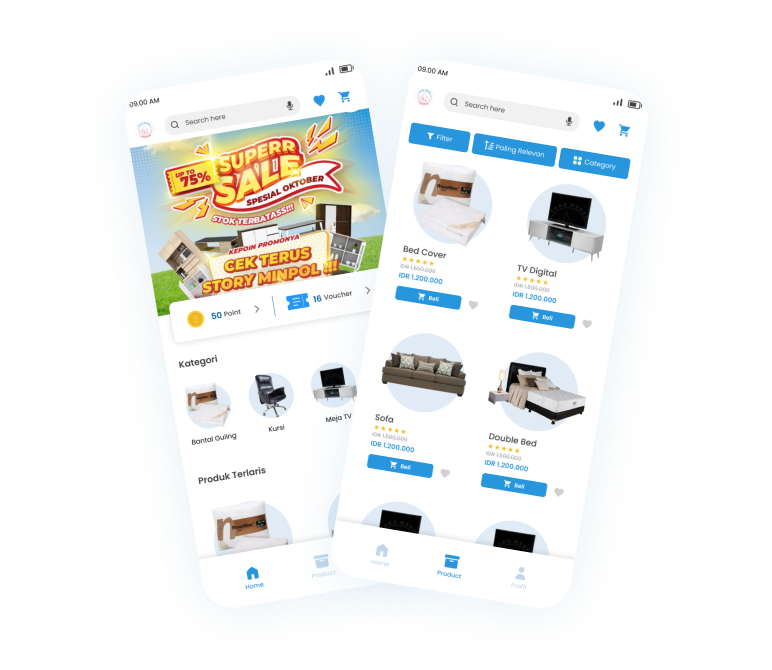 09.00 AM
Search here
UP TO
75%
SUPERR
SALE
SPESIAL OKTOBER
STOK TERBATASS!!!
KEPOIN PROMONYA
CEK TERUS
STORY MINPOL !!!
50 Point
16 Voucher
Kategori
Bantal Guling
Kursi
Meja TV
Produk Terlaris
Home
Product
09.00 AM
Search here
Filter
Paling Relevan
Category
Bed Cover
IDR 1.500.000
IDR 1.200.000
Beli
TV Digital
IDR 1.500.000
IDR 1.200.000
Beli
Sofa
IDR 1.500.000
IDR 1.200.000
Beli
Double Bed
IDR 1.500.000
IDR 1.200.000
Beli
Home
Product
Profil